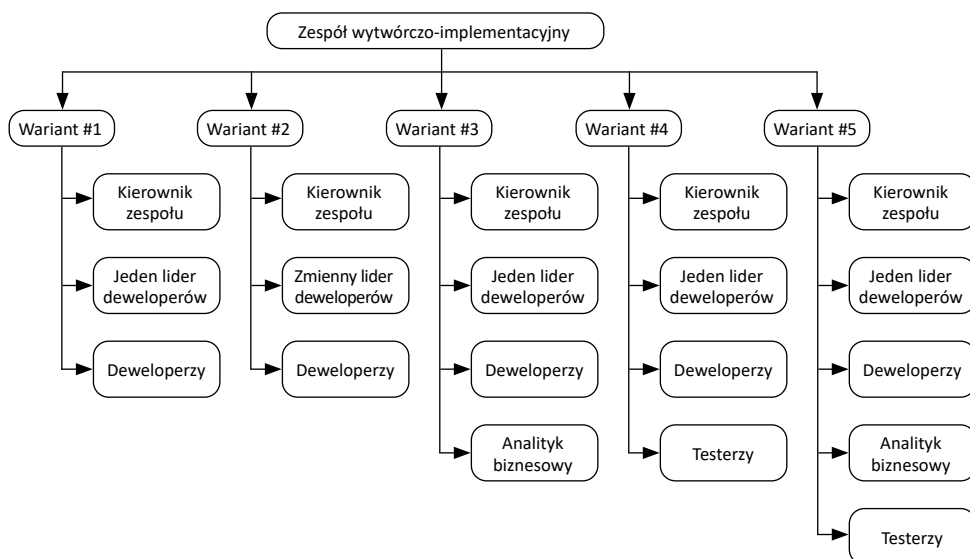 Zespół wytwórczo-implementacyjny
Wariant #1
Wariant #2
Wariant #3
Wariant #4
Wariant #5
Kierownik
zespołu
Kierownik
zespołu
Kierownik
zespołu
Kierownik
zespołu
Kierownik
zespołu
Jeden lider
deweloperów
Zmienny lider
deweloperów
Jeden lider
deweloperów
Jeden lider
deweloperów
Jeden lider
deweloperów
Deweloperzy
Deweloperzy
Deweloperzy
Deweloperzy
Deweloperzy
Analityk
biznesowy
Testerzy
Analityk
biznesowy
Testerzy